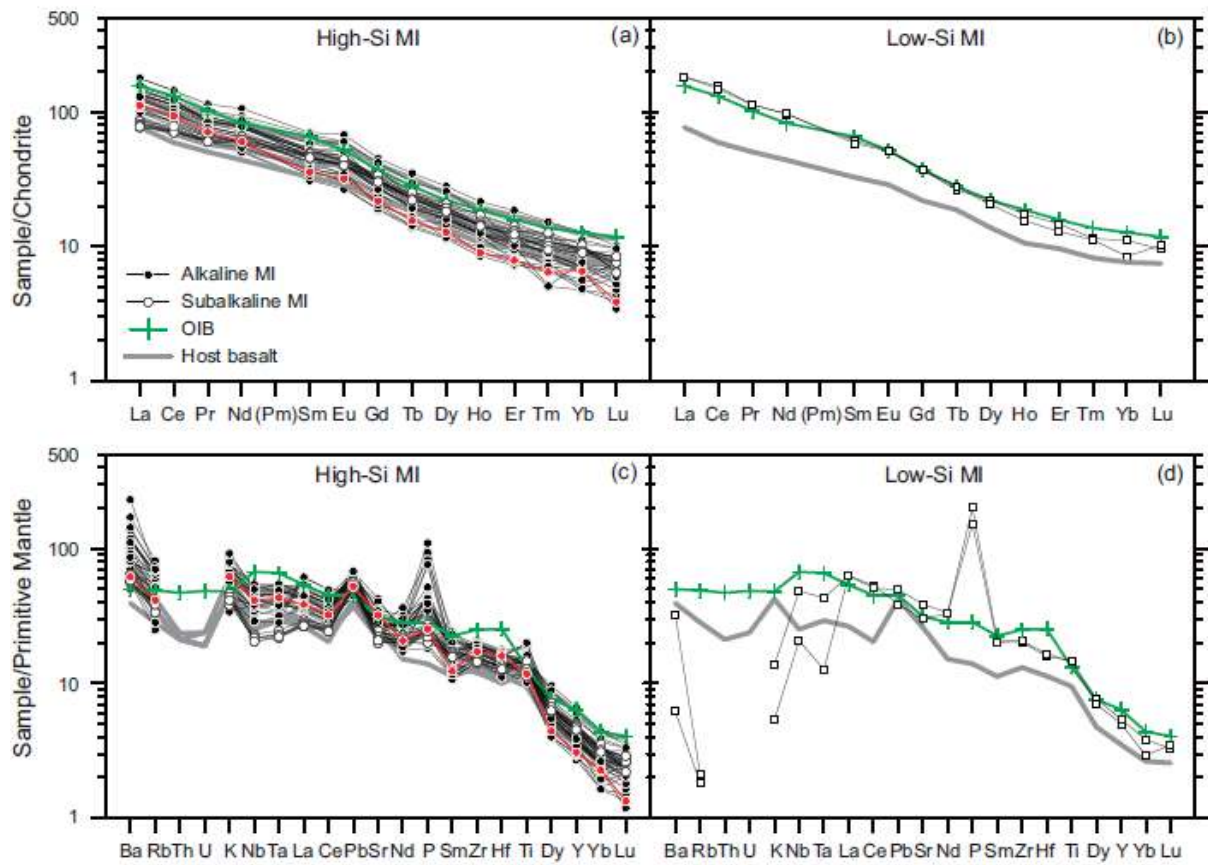 High-Si MI (a)
Low-Si MI (b)
500
100
10
1
Sample/Chondrite
Alkaline MI
Subalkaline MI
OIB
Host basalt
La Ce Pr Nd (Pm) Sm Eu Gd Tb Dy Ho Er Tm Yb Lu
La Ce Pr Nd (Pm) Sm Eu Gd Tb Dy Ho Er Tm Yb Lu
High-Si MI (c)
Low-Si MI (d)
500
100
10
1
Sample/Primitive Mantle
Ba Rb Th U K Nb Ta La Ce Pb Sr Nd P Sm Zr Hf Ti Dy Y Yb Lu
Ba Rb Th U K Nb Ta La Ce Pb Sr Nd P Sm Zr Hf Ti Dy Y Yb Lu